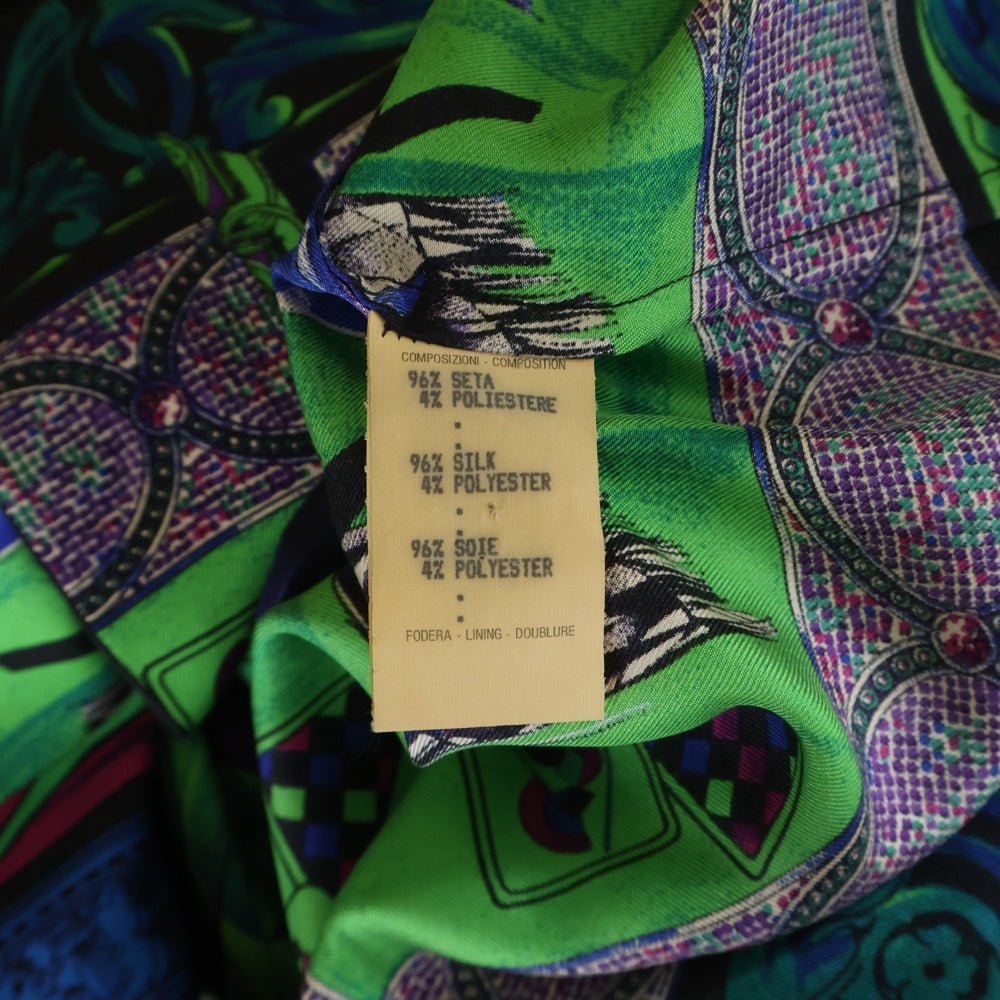 COMPOSIZIONI - COMPOSITION
96% SETA
4% POLIESTERE
96% SILK
4% POLYESTER
96% SOIE
4% POLYESTER
FODERA - LINING - DOUBLURE